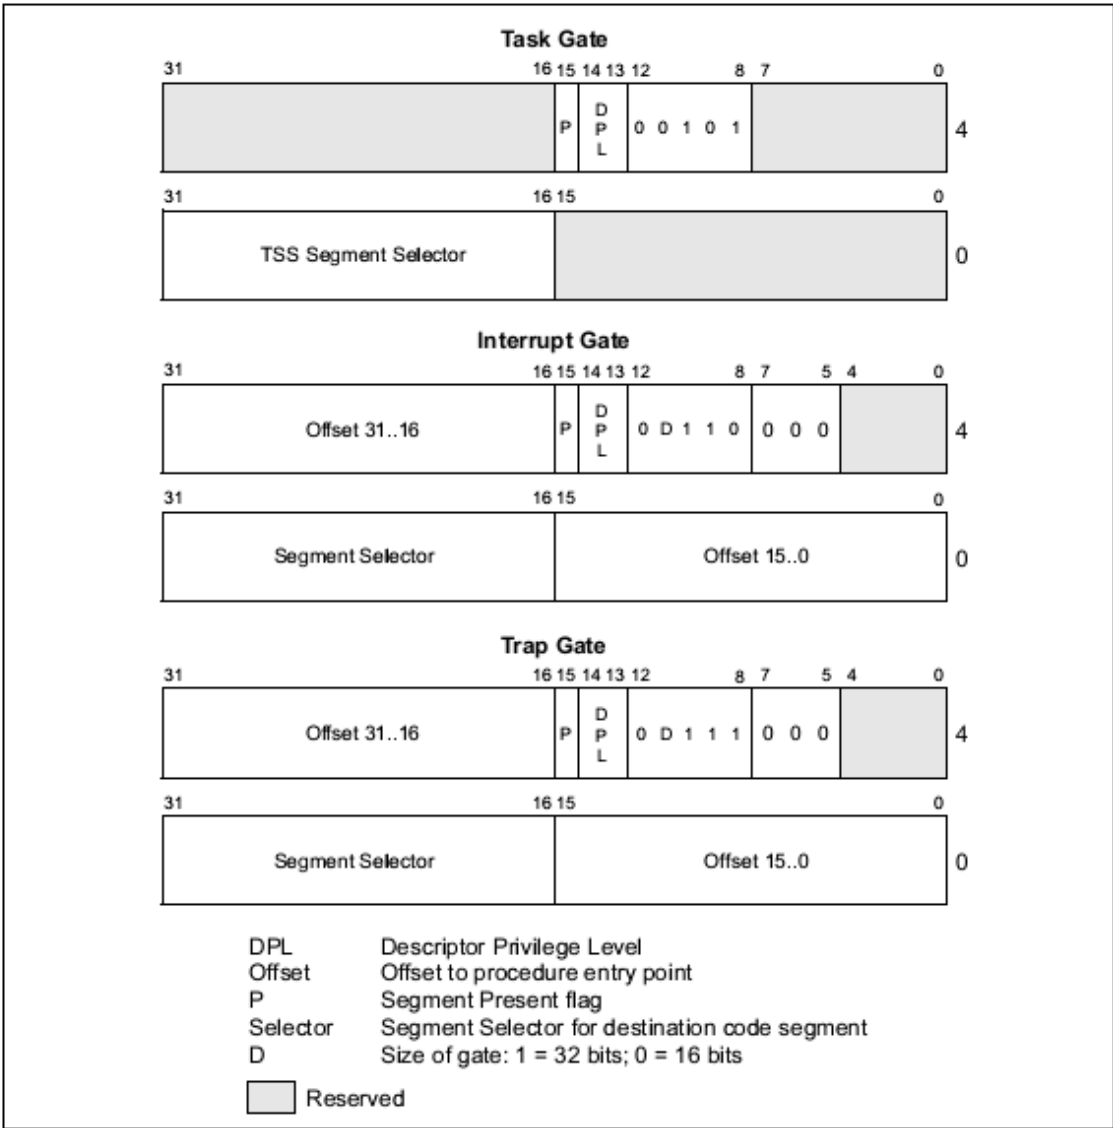 Task Gate
31 16 15 14 13 12 8 7 0
P D P L 0 0 1 0 1 4
31 16 15 0
TSS Segment Selector 0
Interrupt Gate
31 16 15 14 13 12 8 7 5 4 0
Offset 31..16 P D P L 0 D 1 1 0 0 0 0 4
31 16 15 0
Segment Selector Offset 15..0 0
Trap Gate
31 16 15 14 13 12 8 7 5 4 0
Offset 31..16 P D P L 0 D 1 1 1 0 0 0 4
31 16 15 0
Segment Selector Offset 15..0 0
DPL Descriptor Privilege Level
Offset Offset to procedure entry point
P Segment Present flag
Selector Segment Selector for destination code segment
D Size of gate: 1 = 32 bits; 0 = 16 bits
Reserved